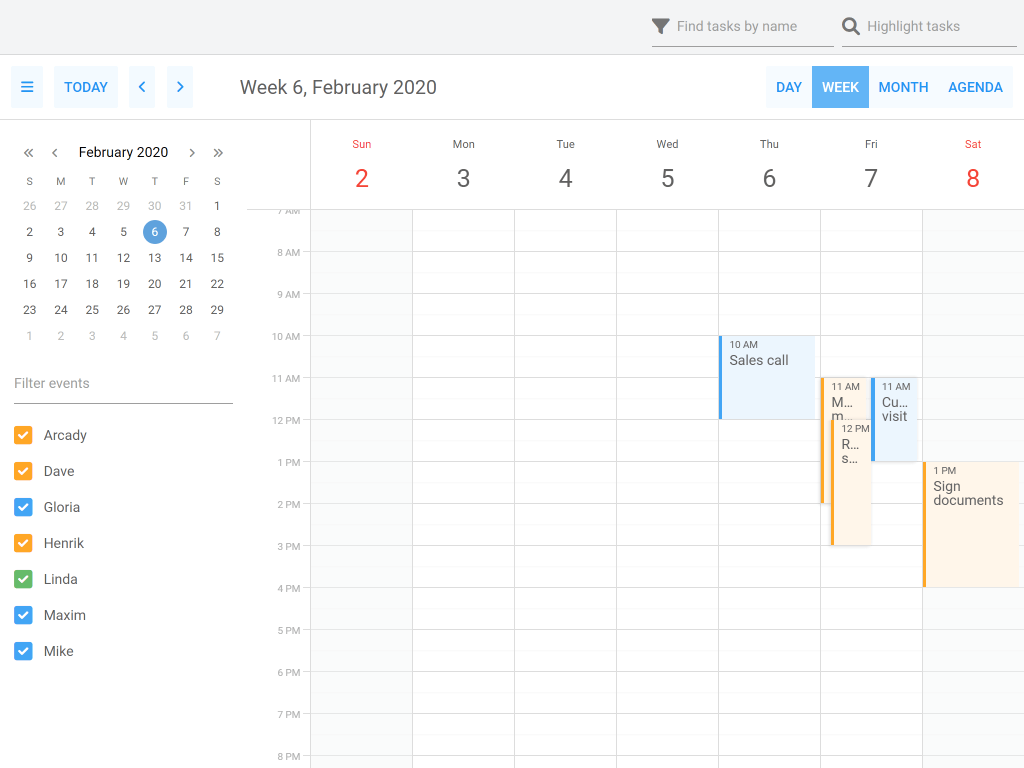 Find tasks by name
Highlight tasks
TODAY
Week 6, February 2020
DAY
WEEK
MONTH
AGENDA
February 2020
S M T W T F S
26 27 28 29 30 31 1
2 3 4 5 6 7 8
9 10 11 12 13 14 15
16 17 18 19 20 21 22
23 24 25 26 27 28 29
1 2 3 4 5 6 7
Filter events
Arcady
Dave
Gloria
Henrik
Linda
Maxim
Mike
Sun Mon Tue Wed Thu Fri Sat
2 3 4 5 6 7 8
7 AM
8 AM
9 AM
10 AM
11 AM
12 PM
1 PM
2 PM
3 PM
4 PM
5 PM
6 PM
7 PM
8 PM
10 AM
Sales call
11 AM
M...
m...
12 PM
R...
s...
11 AM
Cu...
visit
1 PM
Sign
documents